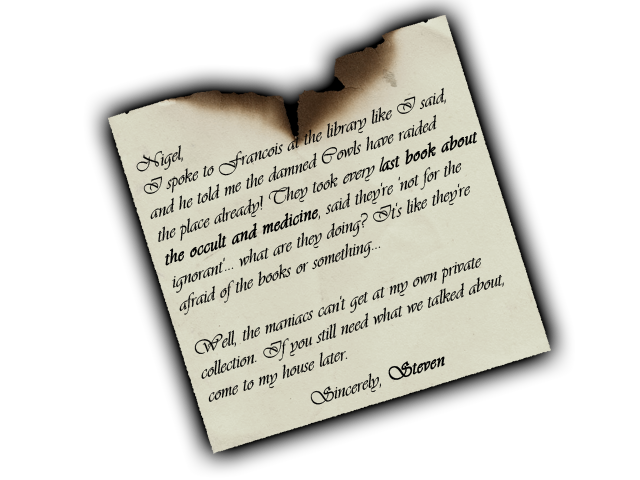 Nigel,
I spoke to Francois at the library like I said,
and he told me the damned Cowls have raided
the place already! They took every last book about
the occult and medicine, said they're 'not for the
ignorant'... what are they doing? It's like they're
afraid of the books or something...
Well, the maniacs can't get at my own private
collection. If you still need what we talked about,
come to my house later.
Sincerely, Steven